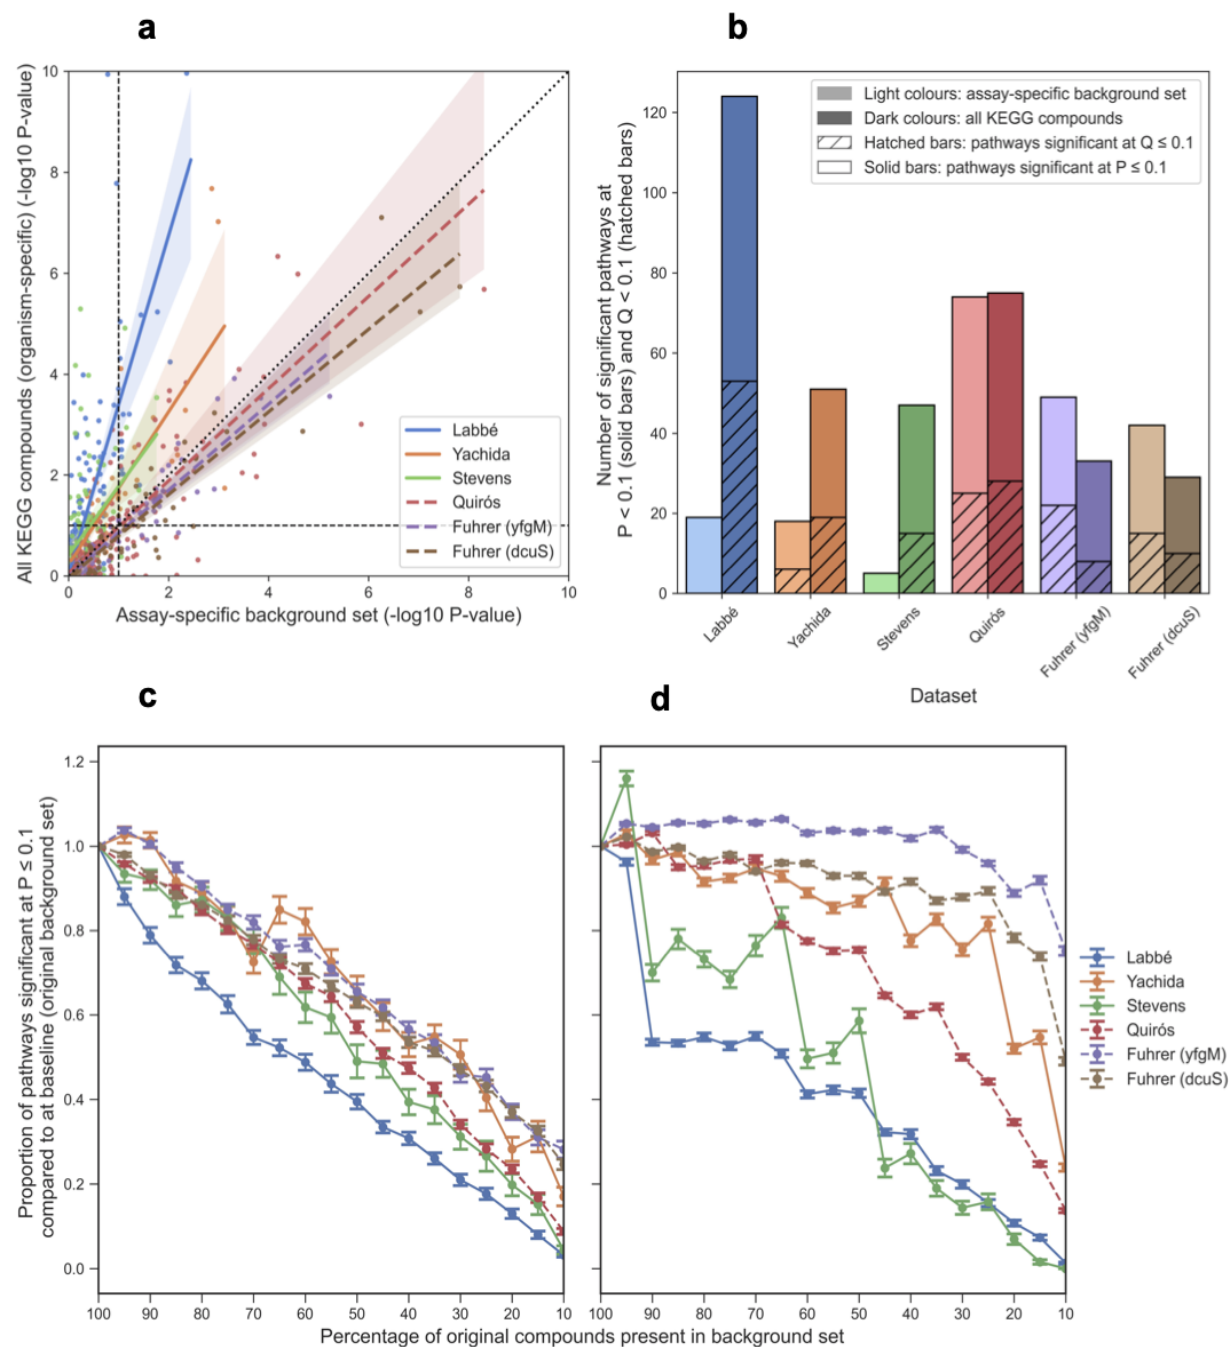 a
b
All KEGG compounds (organism-specific) (-log10 P-value)
10
8
6
4
2
0
0 2 4 6 8 10
Assay-specific background set (-log10 P-value)
Labbé
Yachida
Stevens
Quirós
Fuhrer (yfgM)
Fuhrer (dcuS)
Number of significant pathways at
P < 0.1 (solid bars) and Q < 0.1 (hatched bars)
120
100
80
60
40
20
0
Light colours: assay-specific background set
Dark colours: all KEGG compounds
Hatched bars: pathways significant at Q ≤ 0.1
Solid bars: pathways significant at P ≤ 0.1
Labbé
Yachida
Stevens
Quirós
Fuhrer (yfgM)
Fuhrer (dcuS)
Dataset
c
d
Proportion of pathways significant at P ≤ 0.1
compared to at baseline (original background set)
1.2
1.0
0.8
0.6
0.4
0.2
0.0
100 90 80 70 60 50 40 30 20 10
100 90 80 70 60 50 40 30 20 10
Percentage of original compounds present in background set
Labbé
Yachida
Stevens
Quirós
Fuhrer (yfgM)
Fuhrer (dcuS)